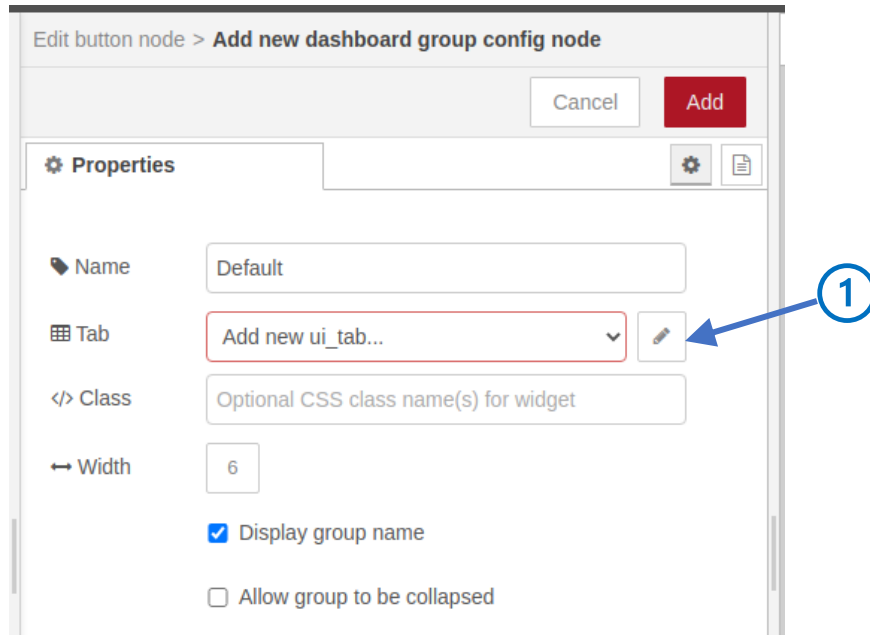 Edit button node > Add new dashboard group config node
Cancel Add
Properties
Name Default
Tab Add new ui_tab...
1
</> Class Optional CSS class name(s) for widget
Width 6
Display group name
Allow group to be collapsed